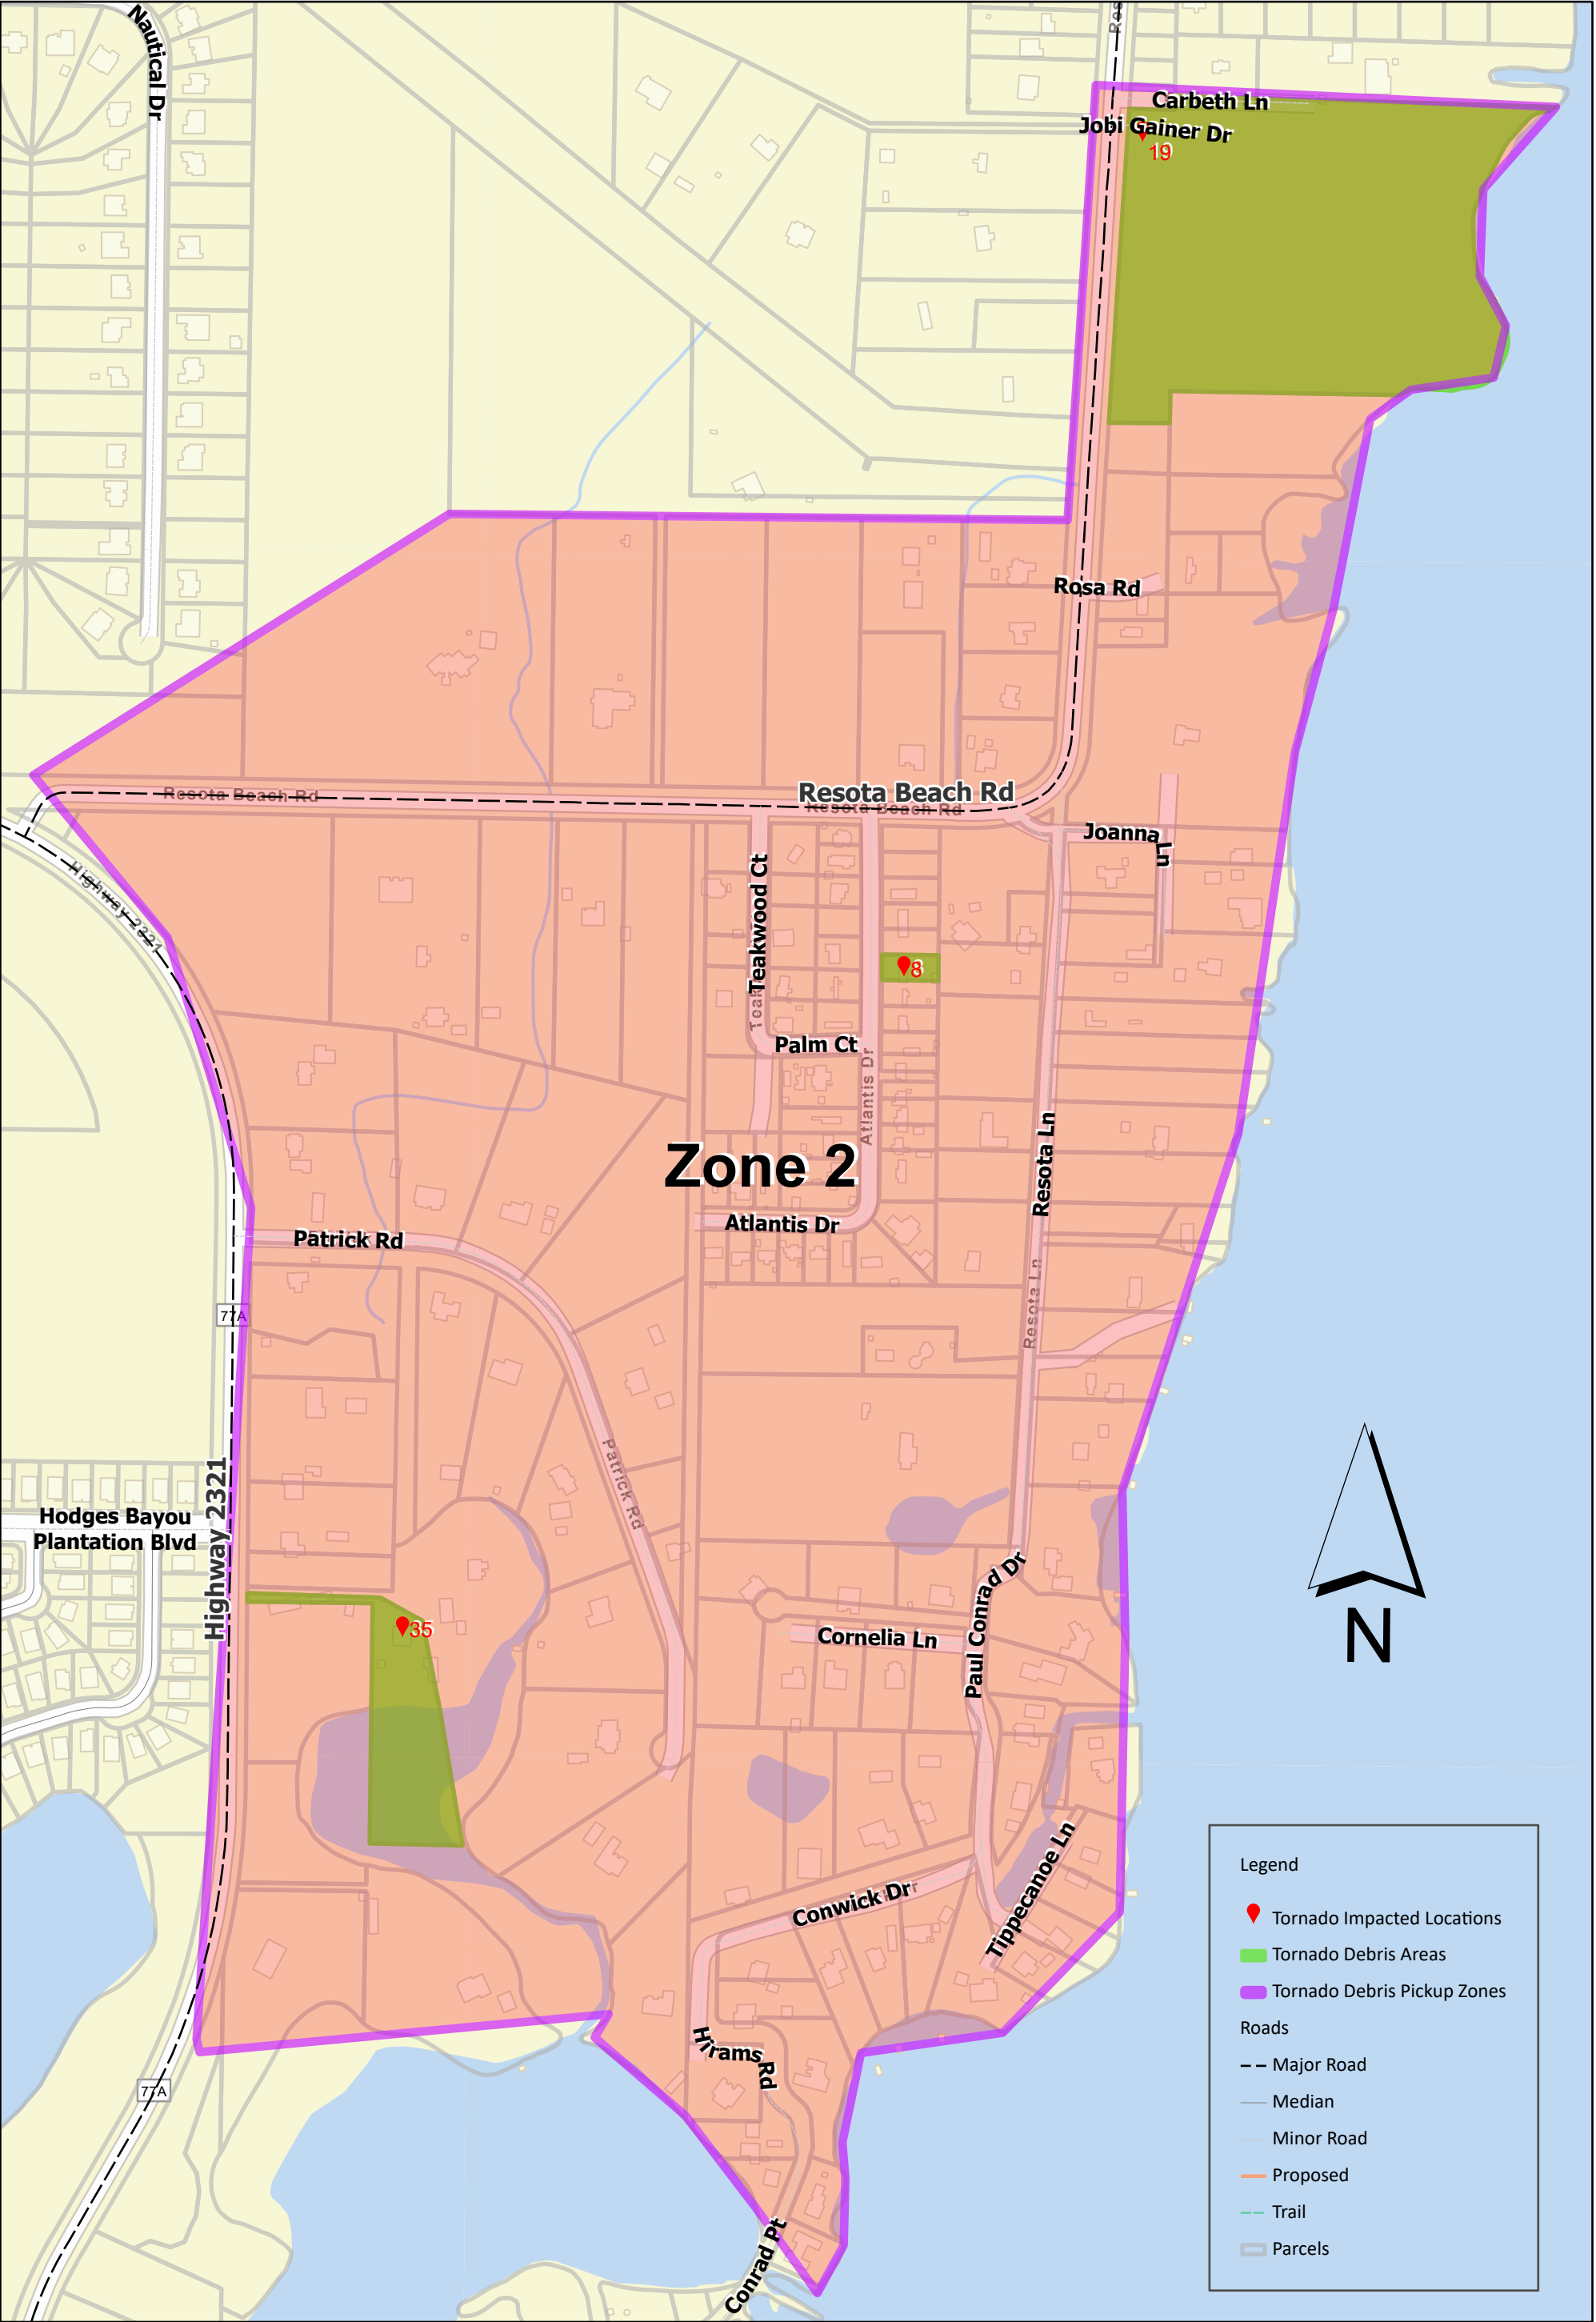 Nautical Dr
Res
Carbeth Ln
Jobi Gainer Dr
19
Rosa Rd
Resota Beach Rd
Resota Beach Rd
Resota Beach Rd
Joanna Ln
Highway 2321
Teakwood Ct
Teak
8
Palm Ct
Atlantis Dr
Resota Ln
Zone 2
Atlantis Dr
Patrick Rd
Resota Ln
77A
Patrick Rd
Highway 2321
Hodges Bayou
Plantation Blvd
Paul Conrad Dr
35
Cornelia Ln
N
Tippecanoe Ln
Conwick Dr
Hirams Rd
77A
Conrad Pt
Legend
Tornado Impacted Locations
Tornado Debris Areas
Tornado Debris Pickup Zones
Roads
Major Road
Median
Minor Road
Proposed
Trail
Parcels